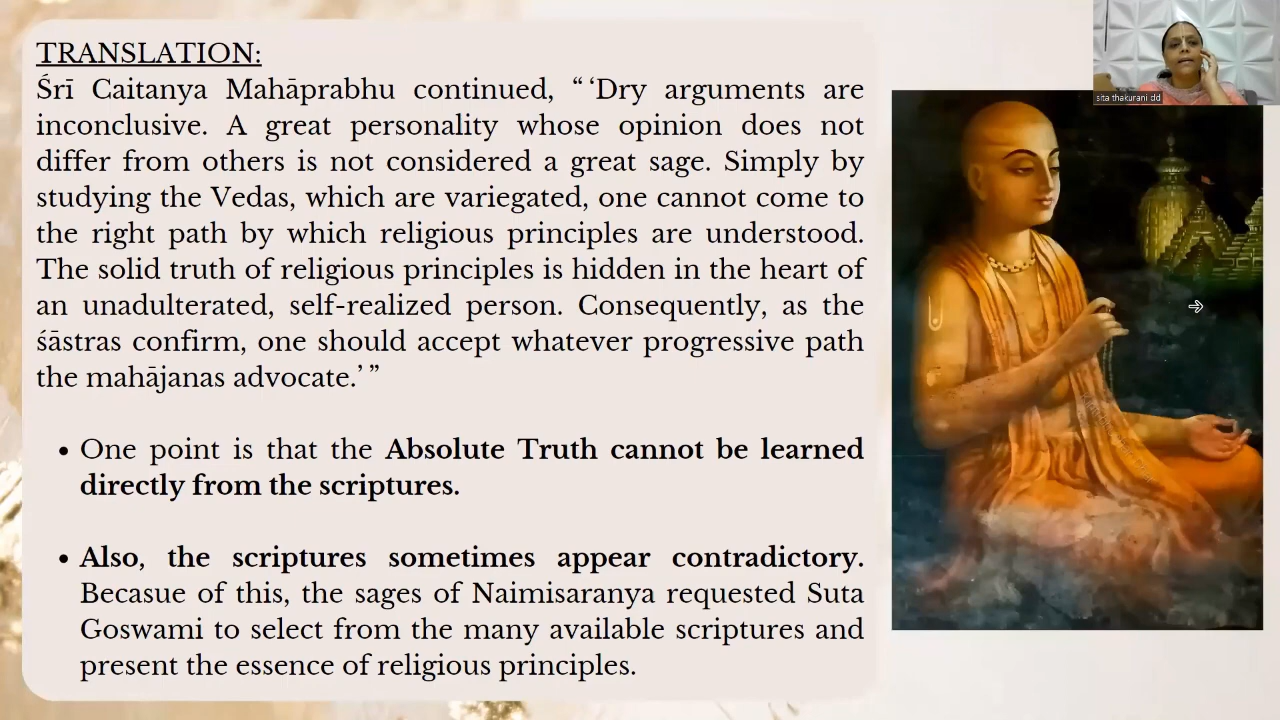 TRANSLATION:
Śrī Caitanya Mahāprabhu continued, “ ‘Dry arguments are
inconclusive. A great personality whose opinion does not
differ from others is not considered a great sage. Simply by
studying the Vedas, which are variegated, one cannot come to
the right path by which religious principles are understood.
The solid truth of religious principles is hidden in the heart of
an unadulterated, self-realized person. Consequently, as the
śāstras confirm, one should accept whatever progressive path
the mahājanas advocate.’ ”
• One point is that the Absolute Truth cannot be learned
directly from the scriptures.
• Also, the scriptures sometimes appear contradictory.
Becasue of this, the sages of Naimisaranya requested Suta
Goswami to select from the many available scriptures and
present the essence of religious principles.
sita thakurani dd